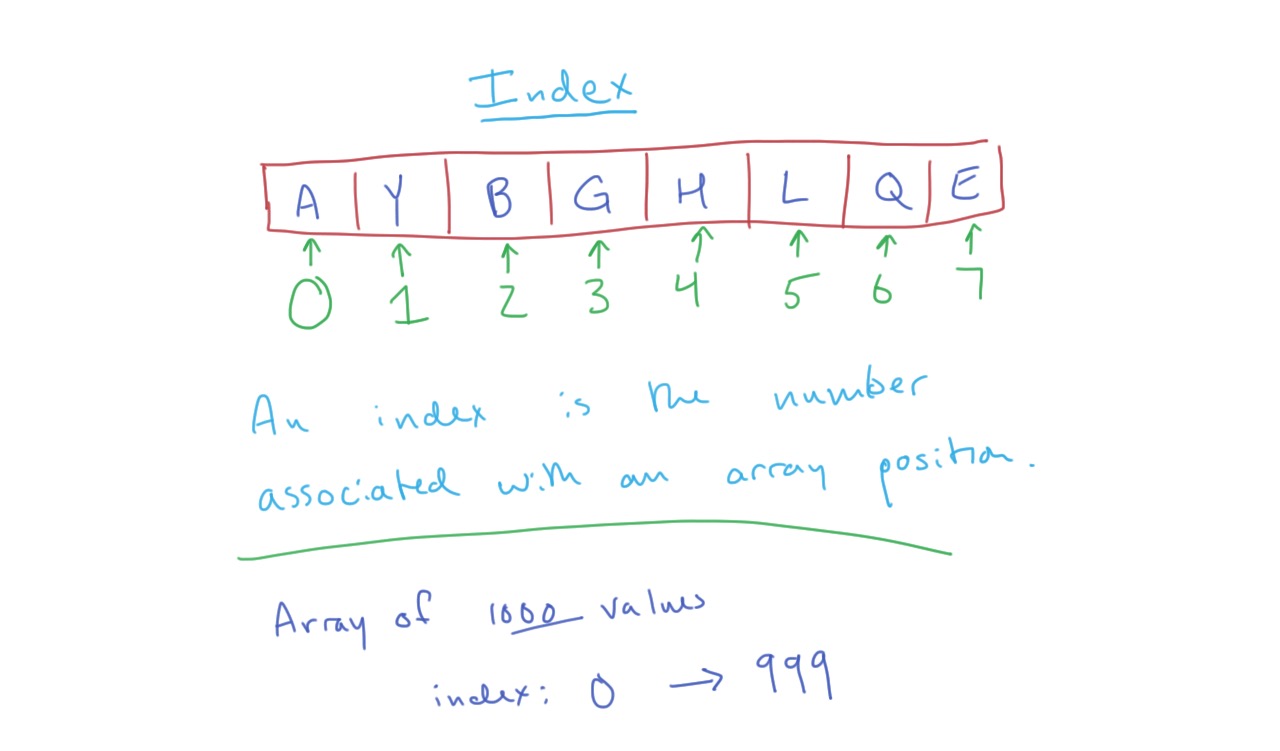 Index
A Y B G H L Q E
0 1 2 3 4 5 6 7
An index is the number
associated with an array position.
Array of 1000 values
index: 0 → 999